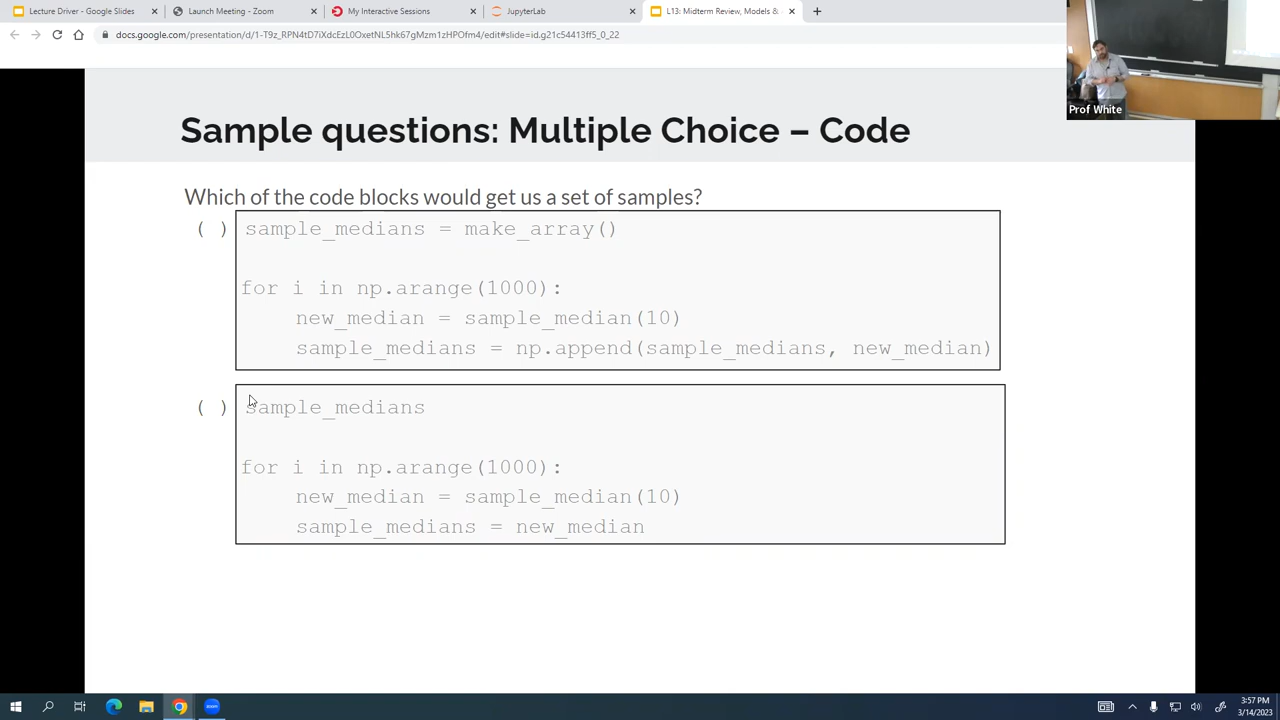 Lecture Driver - Google Slides
Launch Meeting - Zoom
My Interactive Sessions
JupyterLab
L13: Midterm Review, Models &
docs.google.com/presentation/d/1-T9z_RPN4tD7iXdcEzL0OxetNL5hk67gMzm1zHPOfm4/edit#slide=id.g21c54413ff5_0_22
Prof White
Sample questions: Multiple Choice – Code
Which of the code blocks would get us a set of samples?
( ) sample_medians = make_array()
for i in np.arange(1000):
new_median = sample_median(10)
sample_medians = np.append(sample_medians, new_median)
( ) sample_medians
for i in np.arange(1000):
new_median = sample_median(10)
sample_medians = new_median
3:57 PM
3/14/2023